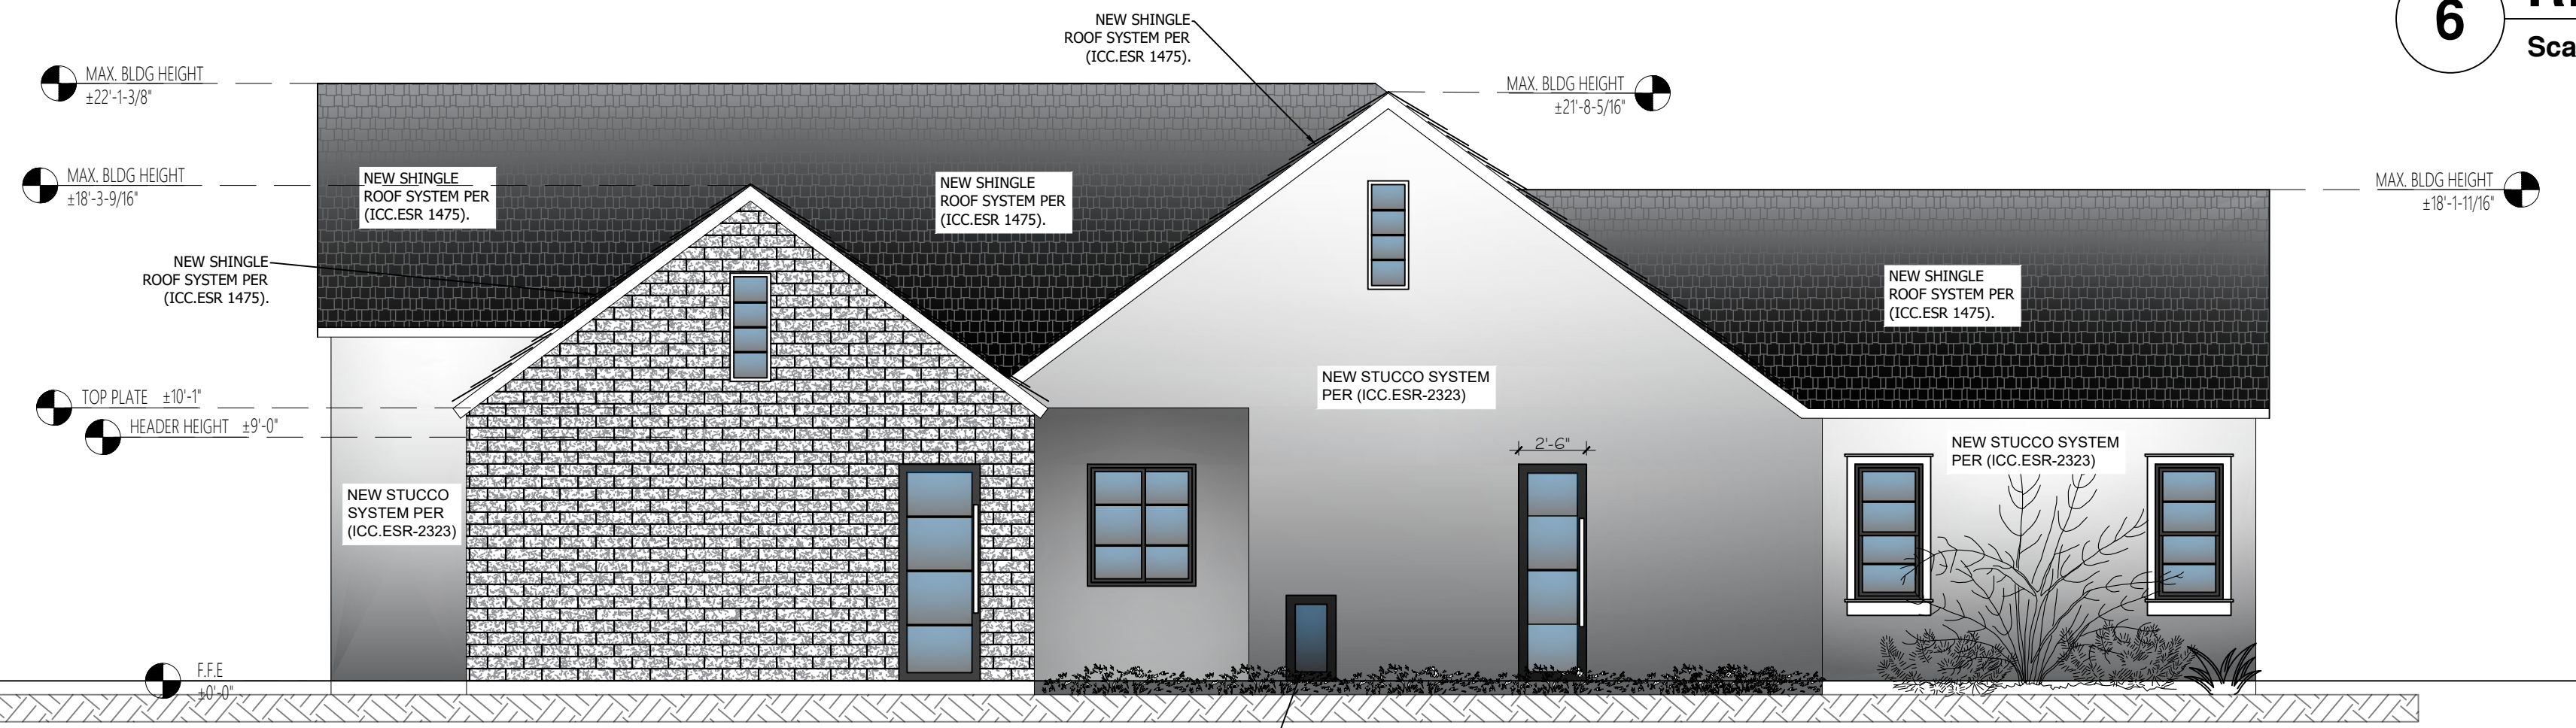 6
Sca
NEW SHINGLE
ROOF SYSTEM PER
(ICC.ESR 1475).
MAX. BLDG HEIGHT
±22'-1-3/8"
MAX. BLDG HEIGHT
±21'-8-5/16"
MAX. BLDG HEIGHT
±18'-3-9/16"
NEW SHINGLE
ROOF SYSTEM PER
(ICC.ESR 1475).
NEW SHINGLE
ROOF SYSTEM PER
(ICC.ESR 1475).
MAX. BLDG HEIGHT
±18'-1-11/16"
NEW SHINGLE
ROOF SYSTEM PER
(ICC.ESR 1475).
NEW SHINGLE
ROOF SYSTEM PER
(ICC.ESR 1475).
NEW STUCCO SYSTEM
PER (ICC.ESR-2323)
TOP PLATE ±10'-1"
HEADER HEIGHT ±9'-0"
2'-6"
NEW STUCCO SYSTEM
PER (ICC.ESR-2323)
NEW STUCCO
SYSTEM PER
(ICC.ESR-2323)
F.F.E
±0'-0"